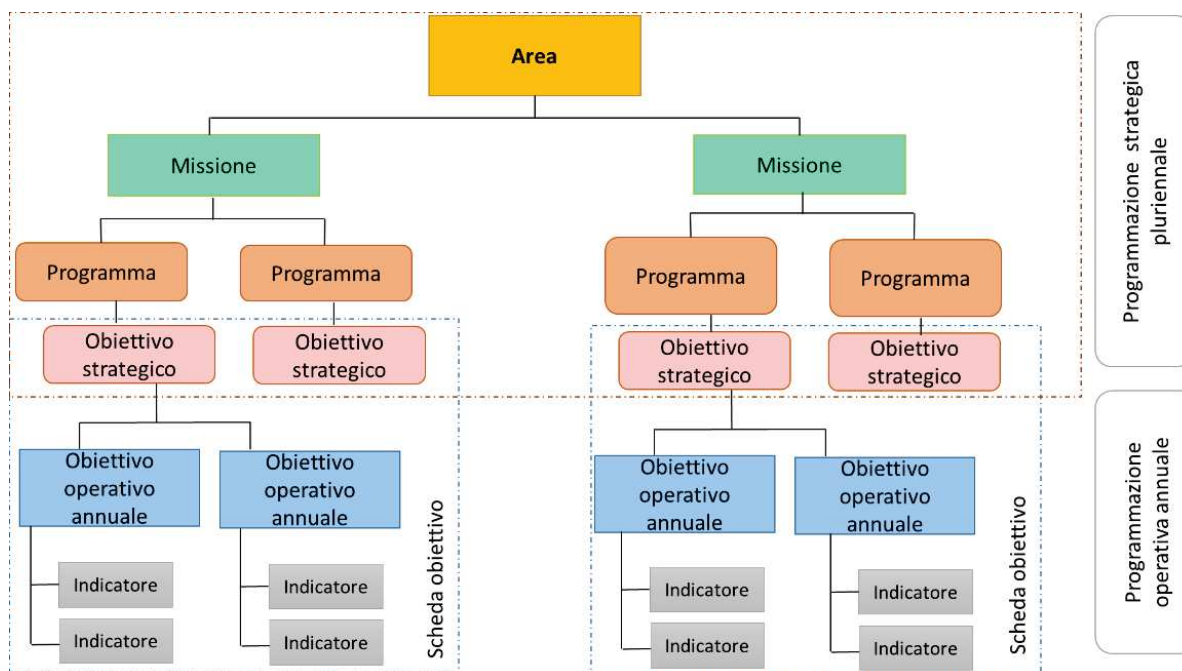 Area
Missione
Missione
Programma
Programma
Programma
Programma
Obiettivo
strategico
Obiettivo
strategico
Obiettivo
strategico
Obiettivo
strategico
Programmazione strategica
pluriennale
Obiettivo
operativo
annuale
Obiettivo
operativo
annuale
Indicatore
Indicatore
Indicatore
Indicatore
Scheda obiettivo
Obiettivo
operativo
annuale
Obiettivo
operativo
annuale
Indicatore
Indicatore
Indicatore
Indicatore
Scheda obiettivo
Programmazione
operativa annuale